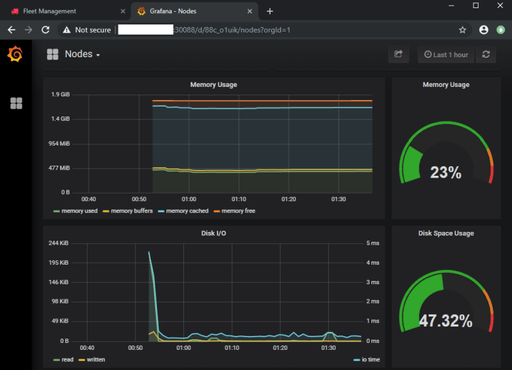 Fleet Management
Grafana - Nodes
Not secure
30088/d/88c_o1uik/nodes?orgId=1
Nodes
Last 1 hour
Memory Usage
1.9 GiB
1.4 GiB
954 MiB
477 MiB
0 B
00:40 00:50 01:00 01:10 01:20 01:30
memory used memory buffers memory cached memory free
Memory Usage
23%
Disk I/O
244 KiB 5 ms
195 KiB 4 ms
146 KiB 3 ms
98 KiB 2 ms
49 KiB 1 ms
0 B 0 ms
00:40 00:50 01:00 01:10 01:20 01:30
read written io time
Disk Space Usage
47.32%